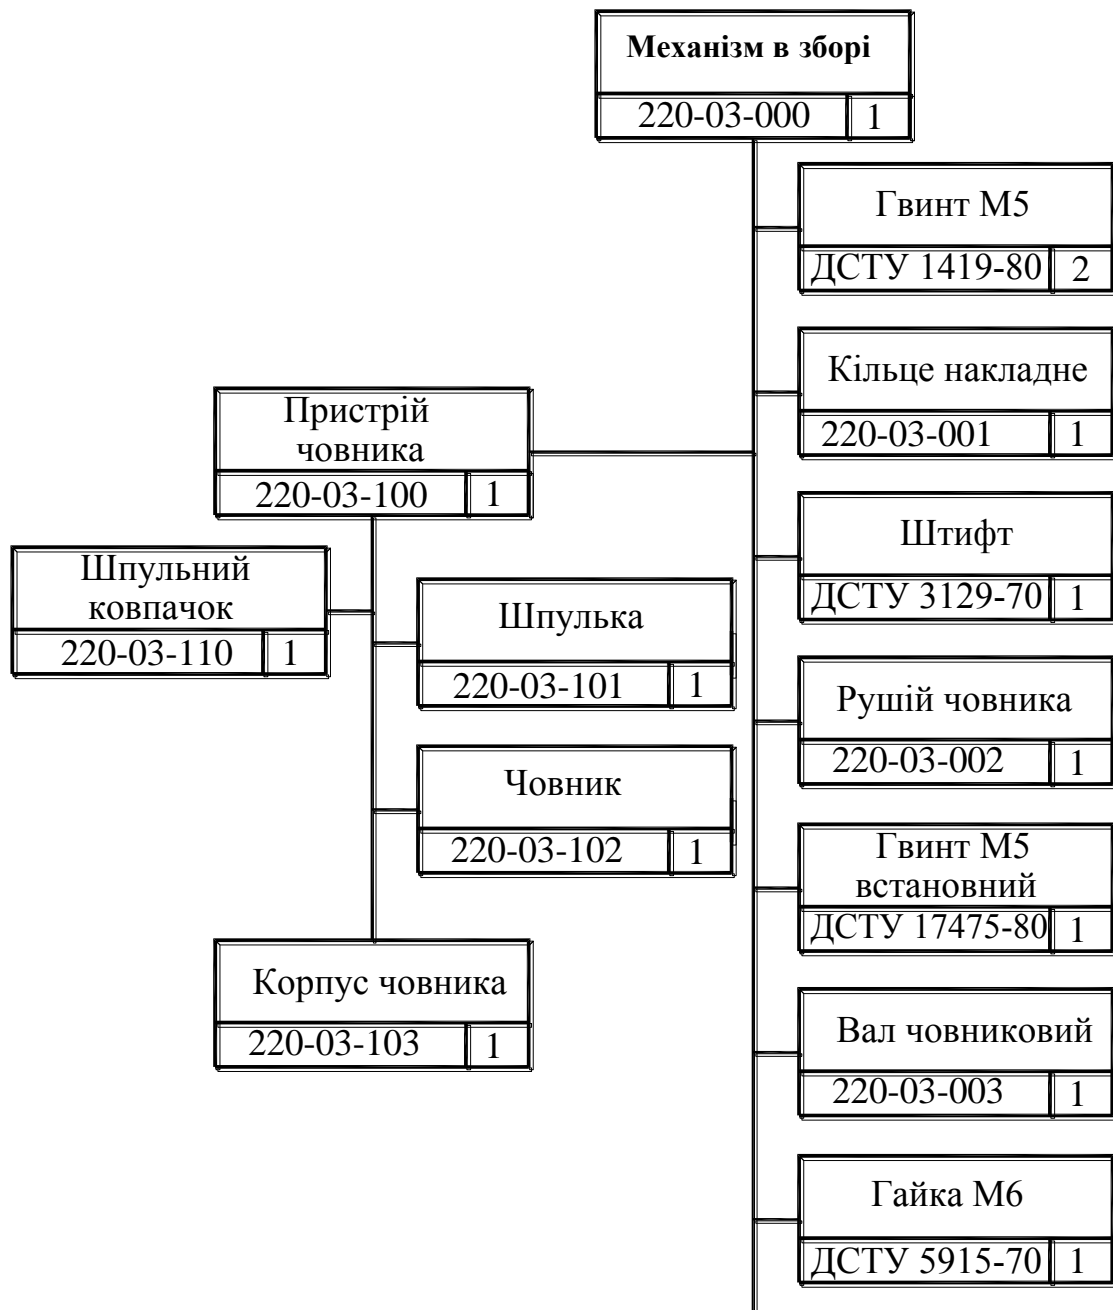 Механізм в зборі
220-03-000 1
Гвинт М5
ДСТУ 1419-80 2
Кільце накладне
220-03-001 1
Пристрій
човника
220-03-100 1
Штифт
ДСТУ 3129-70 1
Шпульний
ковпачок
220-03-110 1
Шпулька
220-03-101 1
Рушій човника
220-03-002 1
Човник
220-03-102 1
Гвинт М5
встановний
ДСТУ 17475-80 1
Корпус човника
220-03-103 1
Вал човниковий
220-03-003 1
Гайка М6
ДСТУ 5915-70 1